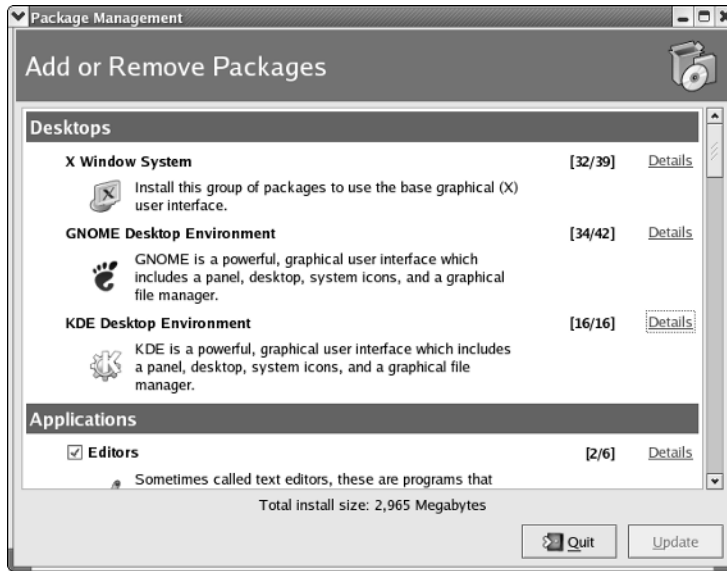 Package Management
Add or Remove Packages
Desktops
X Window System [32/39] Details
Install this group of packages to use the base graphical (X)
user interface.
GNOME Desktop Environment [34/42] Details
GNOME is a powerful, graphical user interface which
includes a panel, desktop, system icons, and a graphical
file manager.
KDE Desktop Environment [16/16] Details
KDE is a powerful, graphical user interface which includes
a panel, desktop, system icons, and a graphical file
manager.
Applications
Editors [2/6] Details
Sometimes called text editors, these are programs that
Total install size: 2,965 Megabytes
Quit Update